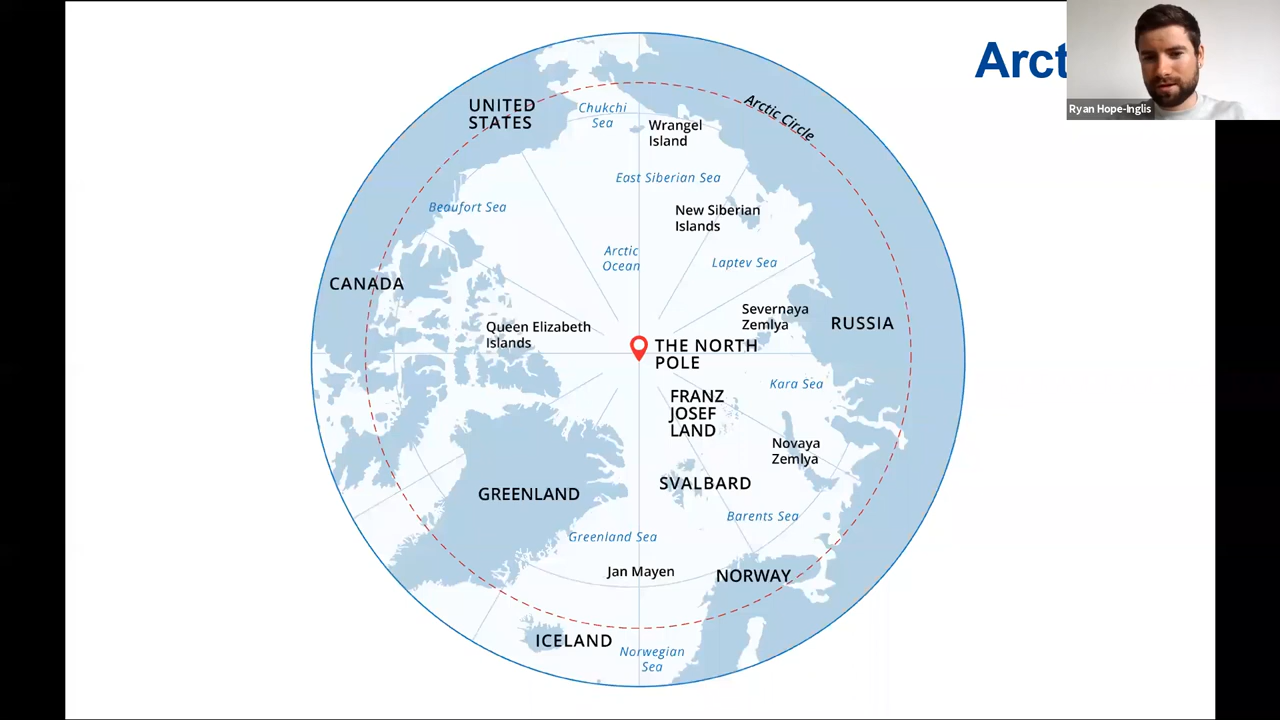 Arct
Ryan Hope-Inglis
UNITED
STATES
Chukchi
Sea
Arctic Circle
Wrangel
Island
East Siberian Sea
Beaufort Sea
New Siberian
Islands
Arctic
Ocean
Laptev Sea
CANADA
Severnaya
Zemlya
RUSSIA
Queen Elizabeth
Islands
THE NORTH
POLE
Kara Sea
FRANZ
JOSEF
LAND
Novaya
Zemlya
SVALBARD
GREENLAND
Barents Sea
Greenland Sea
Jan Mayen
NORWAY
ICELAND
Norwegian
Sea